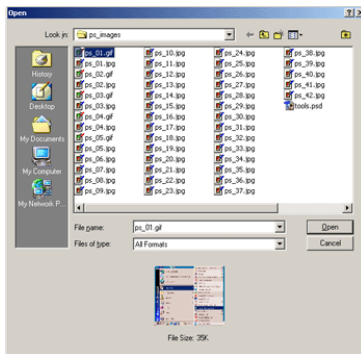 Open
Look in: ps_images
History
Desktop
My Documents
My Computer
My Network P...
ps_01.gif
ps_01.jpg
ps_02.gif
ps_02.jpg
ps_03.gif
ps_03.jpg
ps_04.gif
ps_04.jpg
ps_05.gif
ps_05.jpg
ps_06.jpg
ps_07.jpg
ps_08.jpg
ps_09.jpg
ps_10.jpg
ps_11.jpg
ps_12.jpg
ps_13.jpg
ps_14.jpg
ps_15.jpg
ps_16.jpg
ps_17.jpg
ps_18.jpg
ps_19.jpg
ps_20.jpg
ps_21.jpg
ps_22.jpg
ps_23.jpg
ps_24.jpg
ps_25.jpg
ps_26.jpg
ps_27.jpg
ps_28.jpg
ps_29.jpg
ps_30.jpg
ps_31.jpg
ps_32.jpg
ps_33.jpg
ps_34.jpg
ps_35.jpg
ps_36.jpg
ps_37.jpg
ps_38.jpg
ps_39.jpg
ps_40.jpg
ps_41.jpg
ps_42.jpg
tools.psd
File name: ps_01.gif Open
Files of type: All Formats Cancel
File Size: 35K